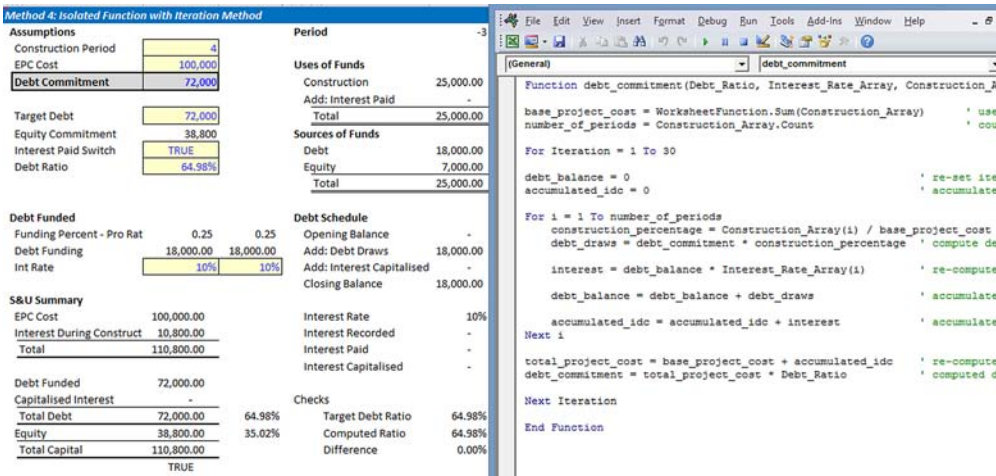 Method 4: Isolated Function with Iteration Method
Assumptions
Construction Period 4
EPC Cost 100,000
Debt Commitment 72,000
Target Debt 72,000
Equity Commitment 38,800
Interest Paid Switch TRUE
Debt Ratio 64.98%
Debt Funded
Funding Percent - Pro Rat 0.25 0.25
Debt Funding 18,000.00 18,000.00
Int Rate 10% 10%
S&U Summary
EPC Cost 100,000.00
Interest During Construct 10,800.00
Total 110,800.00
Debt Funded 72,000.00
Capitalised Interest -
Total Debt 72,000.00 64.98%
Equity 38,800.00 35.02%
Total Capital 110,800.00
TRUE
Period -3
Uses of Funds
Construction 25,000.00
Add: Interest Paid -
Total 25,000.00
Sources of Funds
Debt 18,000.00
Equity 7,000.00
Total 25,000.00
Debt Schedule
Opening Balance -
Add: Debt Draws 18,000.00
Add: Interest Capitalised -
Closing Balance 18,000.00
Interest Rate 10%
Interest Recorded -
Interest Paid -
Interest Capitalised -
Checks
Target Debt Ratio 64.98%
Computed Ratio 64.98%
Difference 0.00%
File Edit View Insert Format Debug Run Tools Add-Ins Window Help
(General) debt_commitment
Function debt_commitment(Debt_Ratio, Interest_Rate_Array, Construction_A
base_project_cost = WorksheetFunction.Sum(Construction_Array) ' use
number_of_periods = Construction_Array.Count ' cou
For Iteration = 1 To 30
debt_balance = 0 ' re-set ite
accumulated_idc = 0 ' accumulate
For i = 1 To number_of_periods
construction_percentage = Construction_Array(i) / base_project_cost
debt_draws = debt_commitment * construction_percentage ' compute de
interest = debt_balance * Interest_Rate_Array(i) ' re-compute
debt_balance = debt_balance + debt_draws ' accumulate
accumulated_idc = accumulated_idc + interest ' accumulate
Next i
total_project_cost = base_project_cost + accumulated_idc ' re-compute
debt_commitment = total_project_cost * Debt_Ratio ' computed d
Next Iteration
End Function